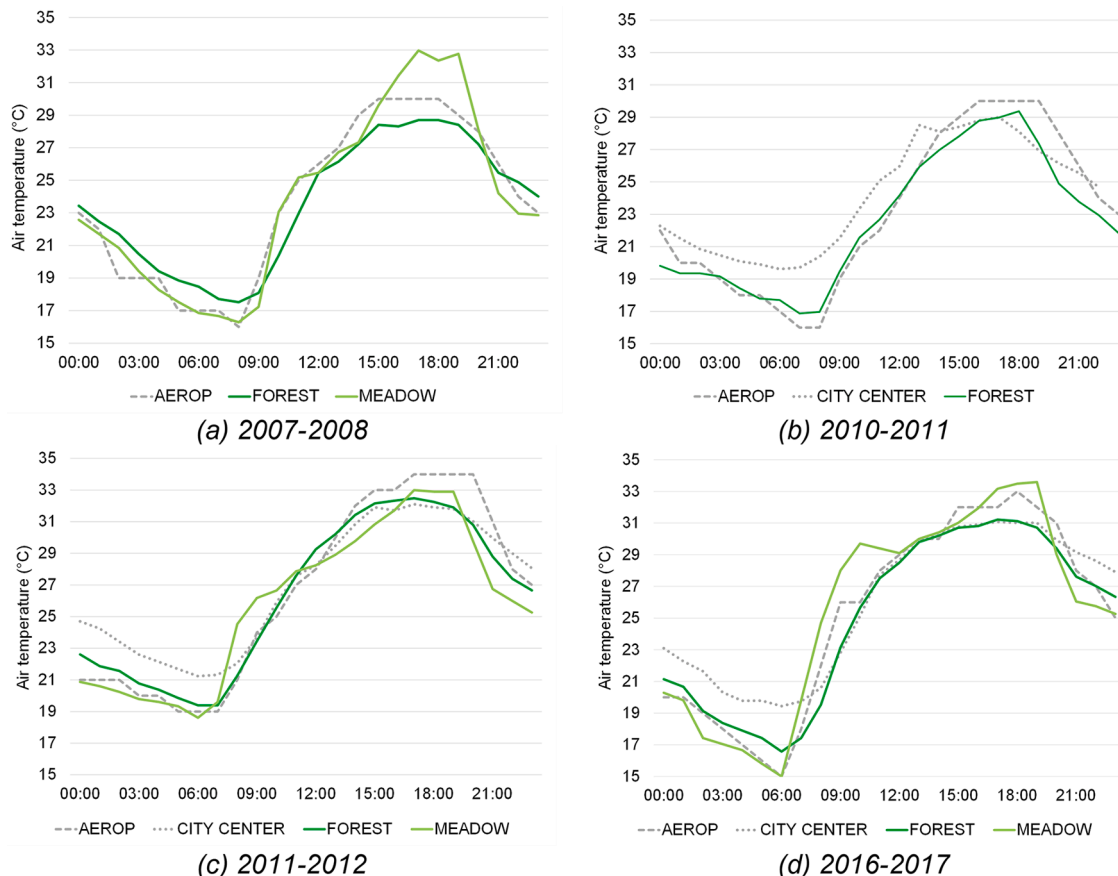 Air temperature (°C)
35
33
31
29
27
25
23
21
19
17
15
00:00 03:00 06:00 09:00 12:00 15:00 18:00 21:00
AEROP FOREST MEADOW
(a) 2007-2008
Air temperature (°C)
35
33
31
29
27
25
23
21
19
17
15
00:00 03:00 06:00 09:00 12:00 15:00 18:00 21:00
AEROP CITY CENTER FOREST
(b) 2010-2011
Air temperature (°C)
35
33
31
29
27
25
23
21
19
17
15
00:00 03:00 06:00 09:00 12:00 15:00 18:00 21:00
AEROP CITY CENTER FOREST MEADOW
(c) 2011-2012
Air temperature (°C)
35
33
31
29
27
25
23
21
19
17
15
00:00 03:00 06:00 09:00 12:00 15:00 18:00 21:00
AEROP CITY CENTER FOREST MEADOW
(d) 2016-2017